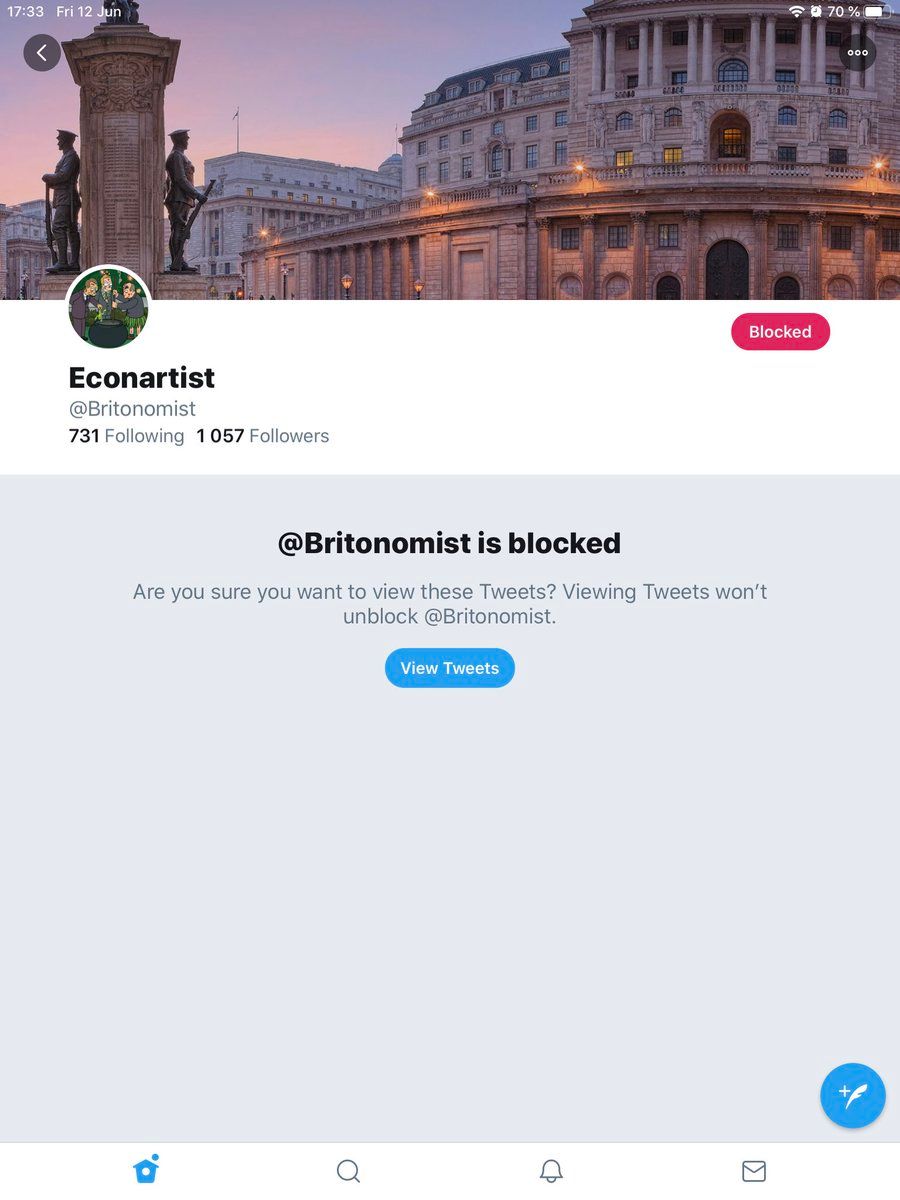 17:33 Fri 12 Jun 70 %
Blocked
Econartist
@Britonomist
731 Following 1 057 Followers
@Britonomist is blocked
Are you sure you want to view these Tweets? Viewing Tweets won’t
unblock @Britonomist.
View Tweets